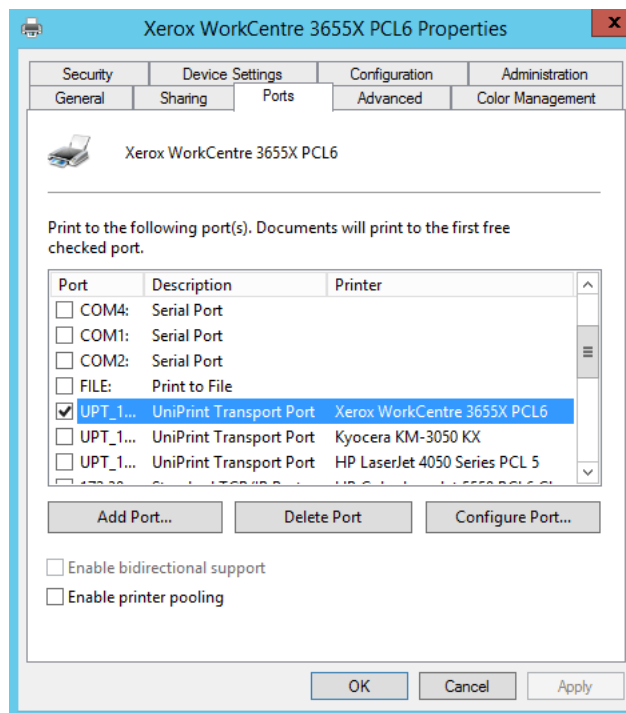 Xerox WorkCentre 3655X PCL6 Properties
x
Security Device Settings Configuration Administration
General Sharing Ports Advanced Color Management
Xerox WorkCentre 3655X PCL6
Print to the following port(s). Documents will print to the first free
checked port.
Port Description Printer
COM4: Serial Port
COM1: Serial Port
COM2: Serial Port
FILE: Print to File
UPT_1... UniPrint Transport Port Xerox WorkCentre 3655X PCL6
UPT_1... UniPrint Transport Port Kyocera KM-3050 KX
UPT_1... UniPrint Transport Port HP LaserJet 4050 Series PCL 5
Add Port... Delete Port Configure Port...
Enable bidirectional support
Enable printer pooling
OK Cancel Apply